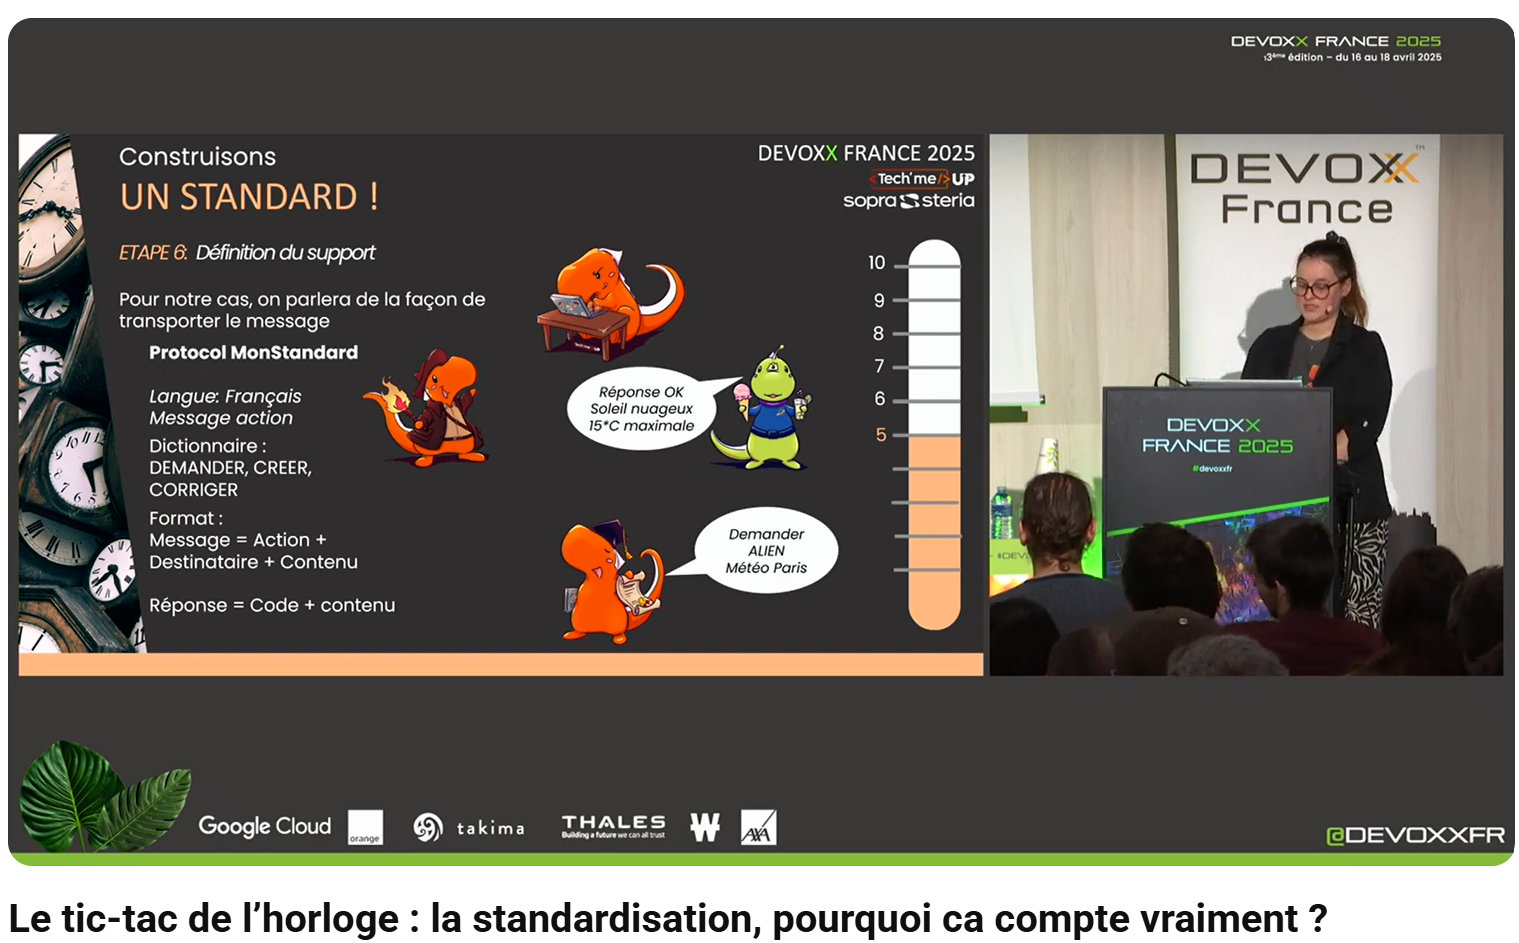 DEVOXX FRANCE 2025
13ème édition – du 16 au 18 avril 2025
Construisons
UN STANDARD !
DEVOXX FRANCE 2025
<Tech'me/>UP
sopra steria
ETAPE 6: Définition du support
Pour notre cas, on parlera de la façon de
transporter le message
Protocol MonStandard
Langue: Français
Message action
Dictionnaire :
DEMANDER, CREER,
CORRIGER
Format :
Message = Action +
Destinataire + Contenu
Réponse = Code + contenu
Réponse OK
Soleil nuageux
15°C maximale
Demander
ALIEN
Météo Paris
10
9
8
7
6
5
DEVOXX™
France
DEVOXX
FRANCE 2025
#devoxxfr
Google Cloud
orange
takima
THALES
Building a future we can all trust
W
AXA
@DEVOXXFR
Le tic-tac de l’horloge : la standardisation, pourquoi ca compte vraiment ?